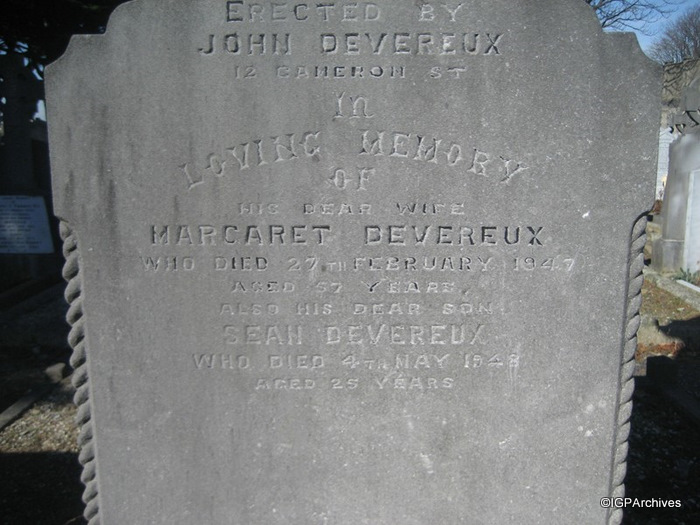 ERECTED BY
JOHN DEVEREUX
12 CAMERON ST
In
LOVING MEMORY
OF
HIS DEAR WIFE
MARGARET DEVEREUX
WHO DIED 27TH FEBRUARY 1947
AGED 57 YEARS,
ALSO HIS DEAR SON
SEAN DEVEREUX
WHO DIED 4TH MAY 1948
AGED 25 YEARS
©IGPArchives